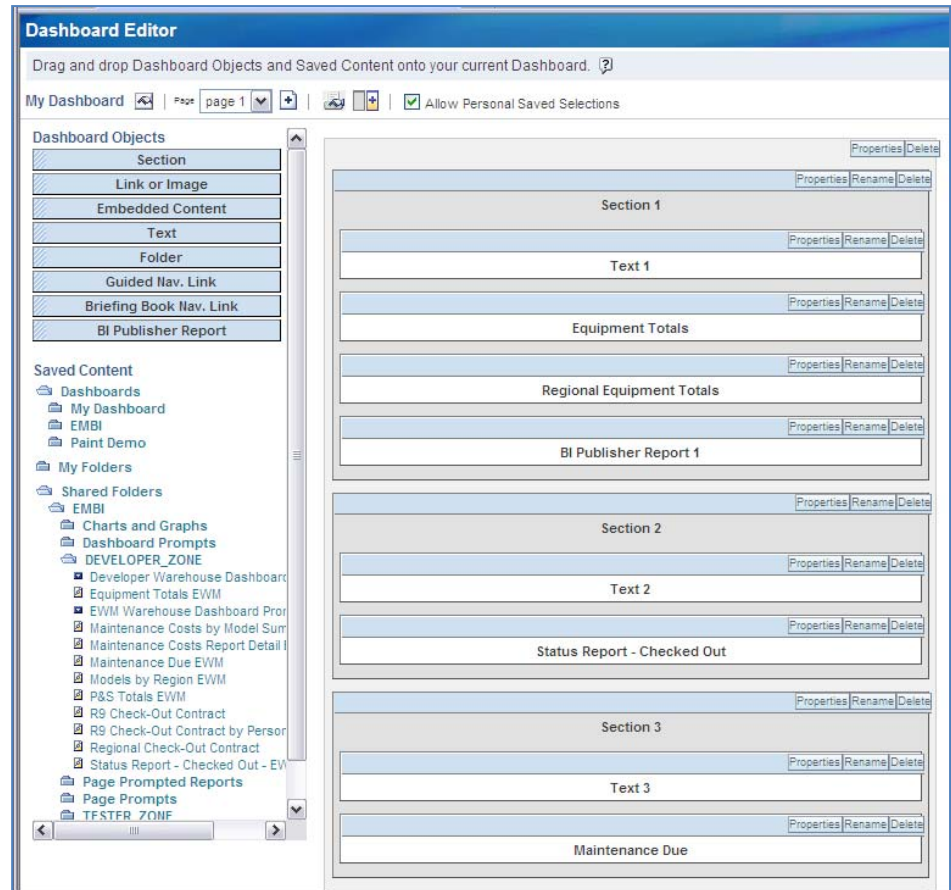 Dashboard Editor
Drag and drop Dashboard Objects and Saved Content onto your current Dashboard. ?
My Dashboard | Page page 1 | Allow Personal Saved Selections
Dashboard Objects
Section
Link or Image
Embedded Content
Text
Folder
Guided Nav. Link
Briefing Book Nav. Link
BI Publisher Report
Saved Content
Dashboards
My Dashboard
EMBI
Paint Demo
My Folders
Shared Folders
EMBI
Charts and Graphs
Dashboard Prompts
DEVELOPER_ZONE
Developer Warehouse Dashboard
Equipment Totals EWM
EWM Warehouse Dashboard Pror
Maintenance Costs by Model Sum
Maintenance Costs Report Detail
Maintenance Due EWM
Models by Region EWM
P&S Totals EWM
R9 Check-Out Contract
R9 Check-Out Contract by Person
Regional Check-Out Contract
Status Report - Checked Out - EW
Page Prompted Reports
Page Prompts
TESTER_ZONE
Properties Delete
Properties Rename Delete
Section 1
Properties Rename Delete
Text 1
Properties Rename Delete
Equipment Totals
Properties Rename Delete
Regional Equipment Totals
Properties Rename Delete
BI Publisher Report 1
Properties Rename Delete
Section 2
Properties Rename Delete
Text 2
Properties Rename Delete
Status Report - Checked Out
Properties Rename Delete
Section 3
Properties Rename Delete
Text 3
Properties Rename Delete
Maintenance Due